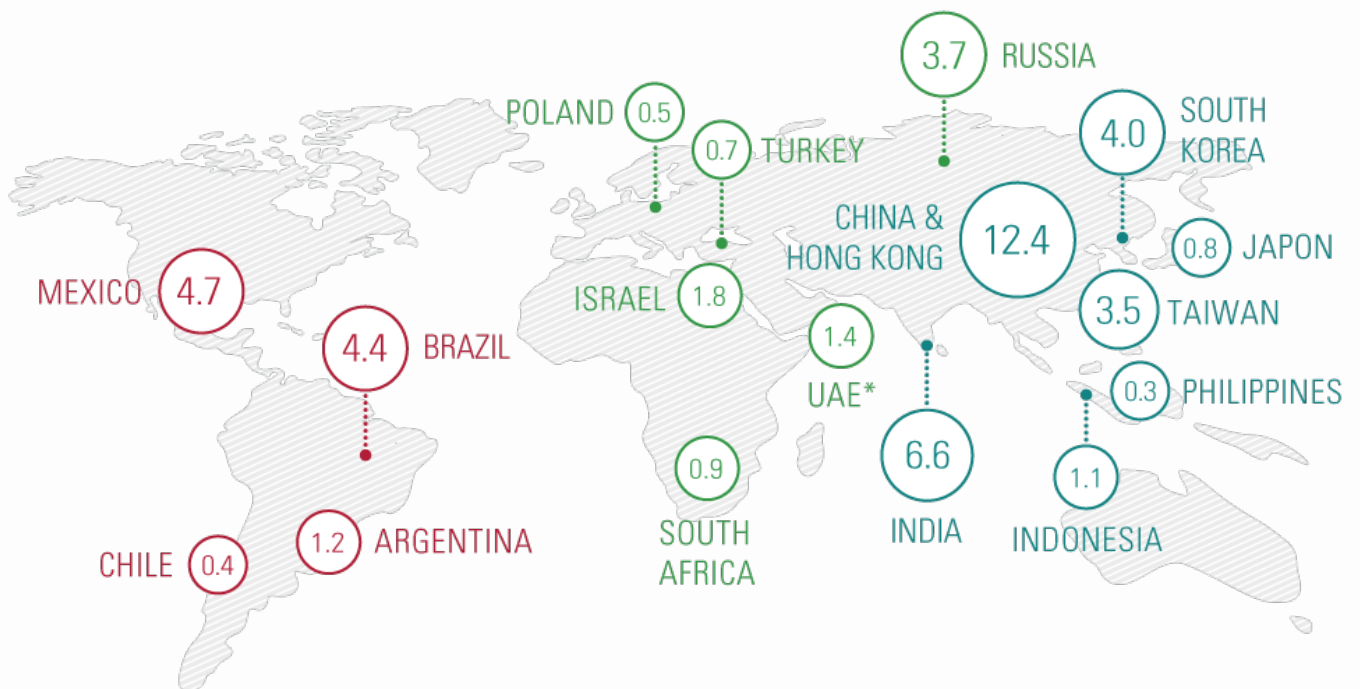 3.7 RUSSIA
POLAND 0.5
0.7 TURKEY
4.0 SOUTH
KOREA
CHINA &
HONG KONG 12.4
0.8 JAPON
MEXICO 4.7
ISRAEL 1.8
3.5 TAIWAN
4.4 BRAZIL
1.4
UAE*
0.3 PHILIPPINES
6.6
INDIA
0.9
SOUTH
AFRICA
1.1
INDONESIA
1.2 ARGENTINA
CHILE 0.4